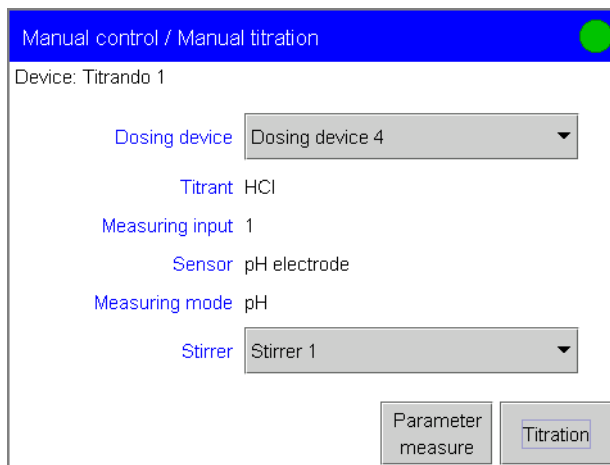 Manual control / Manual titration
Device: Titrando 1
Dosing device Dosing device 4
Titrant HCl
Measuring input 1
Sensor pH electrode
Measuring mode pH
Stirrer Stirrer 1
Parameter
measure
Titration